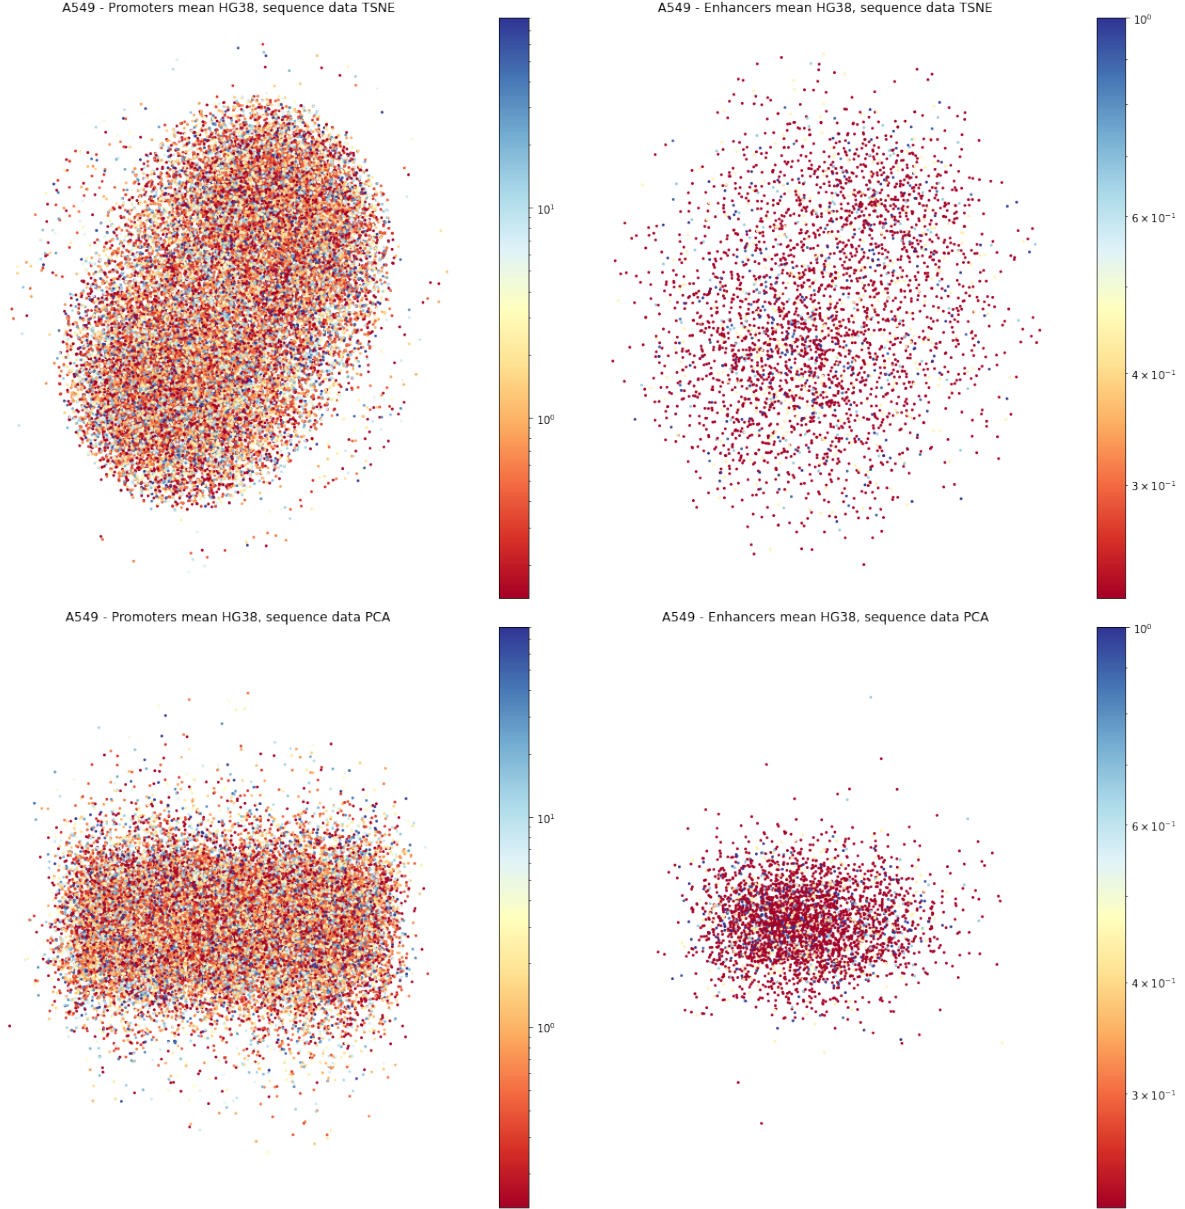 A549 - Promoters mean HG38, sequence data TSNE
10¹
10⁰
A549 - Enhancers mean HG38, sequence data TSNE
10⁰
6 × 10⁻¹
4 × 10⁻¹
3 × 10⁻¹
A549 - Promoters mean HG38, sequence data PCA
10¹
10⁰
A549 - Enhancers mean HG38, sequence data PCA
10⁰
6 × 10⁻¹
4 × 10⁻¹
3 × 10⁻¹